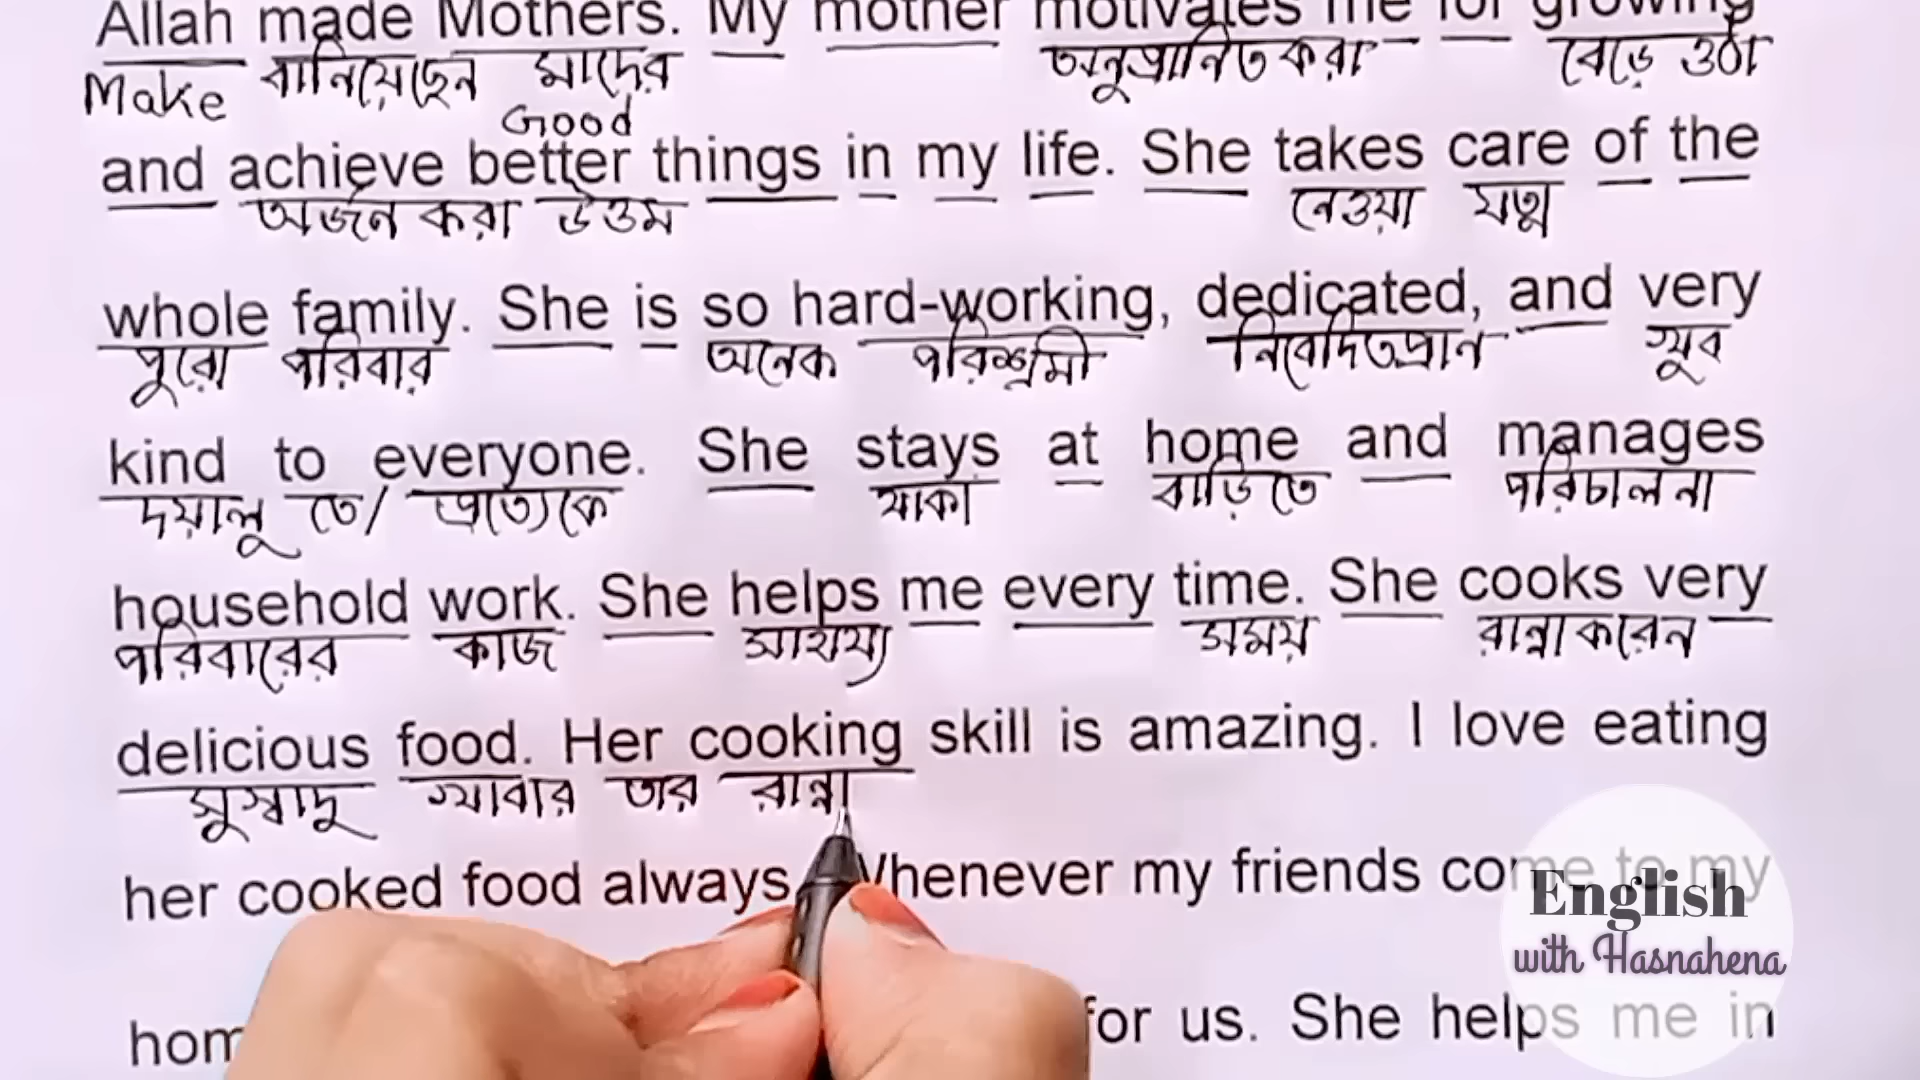 Allah made Mothers. My mother motivates me for growing
Make বানিয়েছেন মাদের অনুপ্রানিত করা বেড়ে ওঠা
Good
and achieve better things in my life. She takes care of the
অর্জন করা উত্তম নেওয়া যত্ম
whole family. She is so hard-working, dedicated, and very
পুরো পরিবার অনেক পরিশ্রমী নিবেদিতপ্রান খুব
kind to everyone. She stays at home and manages
দয়ালু তে/ প্রত্যেকে থাকা বাড়িতে পরিচালনা
household work. She helps me every time. She cooks very
পরিবারের কাজ সাহায্য সময় রান্না করেন
delicious food. Her cooking skill is amazing. I love eating
সুস্বাদু খাবার তার রান্না
her cooked food always. Whenever my friends come to my
for us. She helps me in
English
with Hasnahena